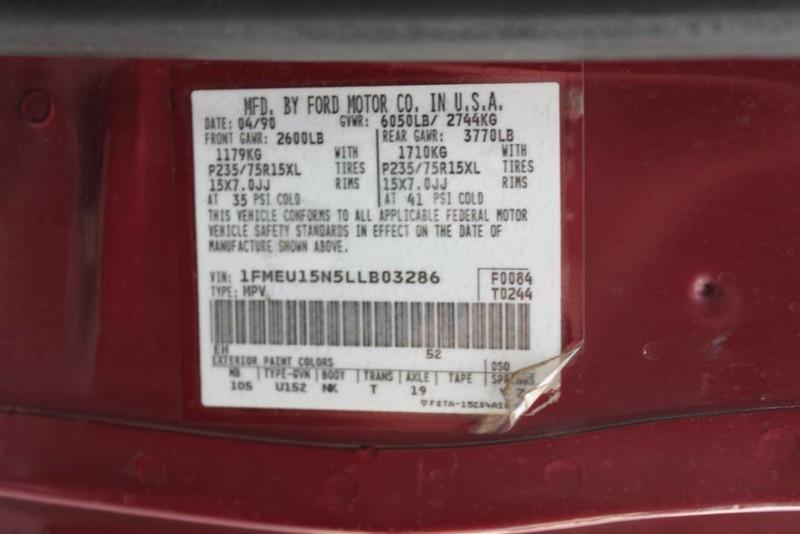 MFD. BY FORD MOTOR CO. IN U.S.A.
DATE: 04/90 GVWR: 6050LB/ 2744KG
FRONT GAWR: 2600LB REAR GAWR: 3770LB
1179KG WITH 1710KG WITH
P235/75R15XL TIRES P235/75R15XL TIRES
15X7.0JJ RIMS 15X7.0JJ RIMS
AT 35 PSI COLD AT 41 PSI COLD
THIS VEHICLE CONFORMS TO ALL APPLICABLE FEDERAL MOTOR
VEHICLE SAFETY STANDARDS IN EFFECT ON THE DATE OF
MANUFACTURE SHOWN ABOVE.
VIN: 1FMEU15N5LLB03286 F0084
TYPE: MPV T0244
EH 52
EXTERIOR PAINT COLORS DSO
WB TYPE-GVW BODY TRANS AXLE TAPE
105 U152 NK T 19